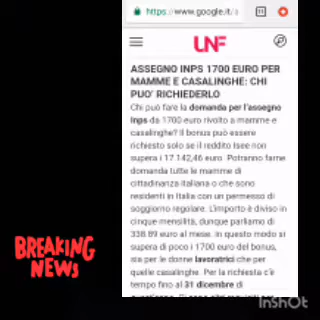 https://www.google.it/a
UNF
ASSEGNO INPS 1700 EURO PER
MAMME E CASALINGHE: CHI
PUO' RICHIEDERLO
Chi può fare la domanda per l'assegno
Inps da 1700 euro rivolto a mamme e
casalinghe? Il bonus può essere
richiesto solo se il reddito Isee non
supera i 17.142,46 euro. Potranno farne
domanda tutte le mamme di
cittadinanza italiana o che sono
residenti in Italia con un permesso di
soggiorno regolare. L'importo è diviso in
cinque mensilità, dunque parliamo di
338.89 euro al mese. In questo modo si
supera di poco i 1700 euro del bonus,
sia per le donne lavoratrici che per
quelle casalinghe. Per la richiesta c'è
tempo fino al 31 dicembre di
BREAKING
NEWS
InShOt